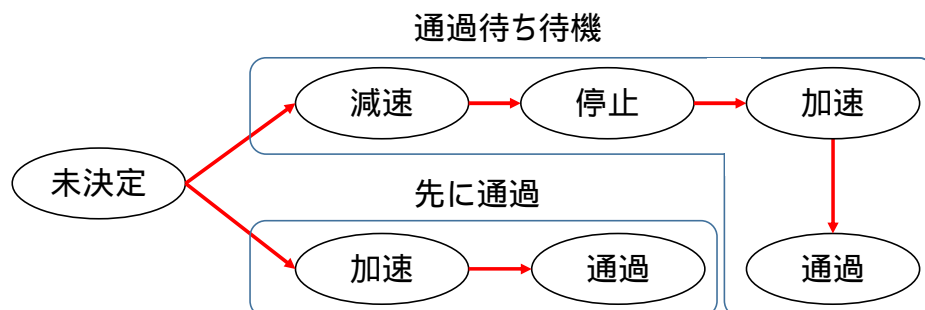 通過待ち待機
減速
停止
加速
未決定
先に通過
加速
通過
通過